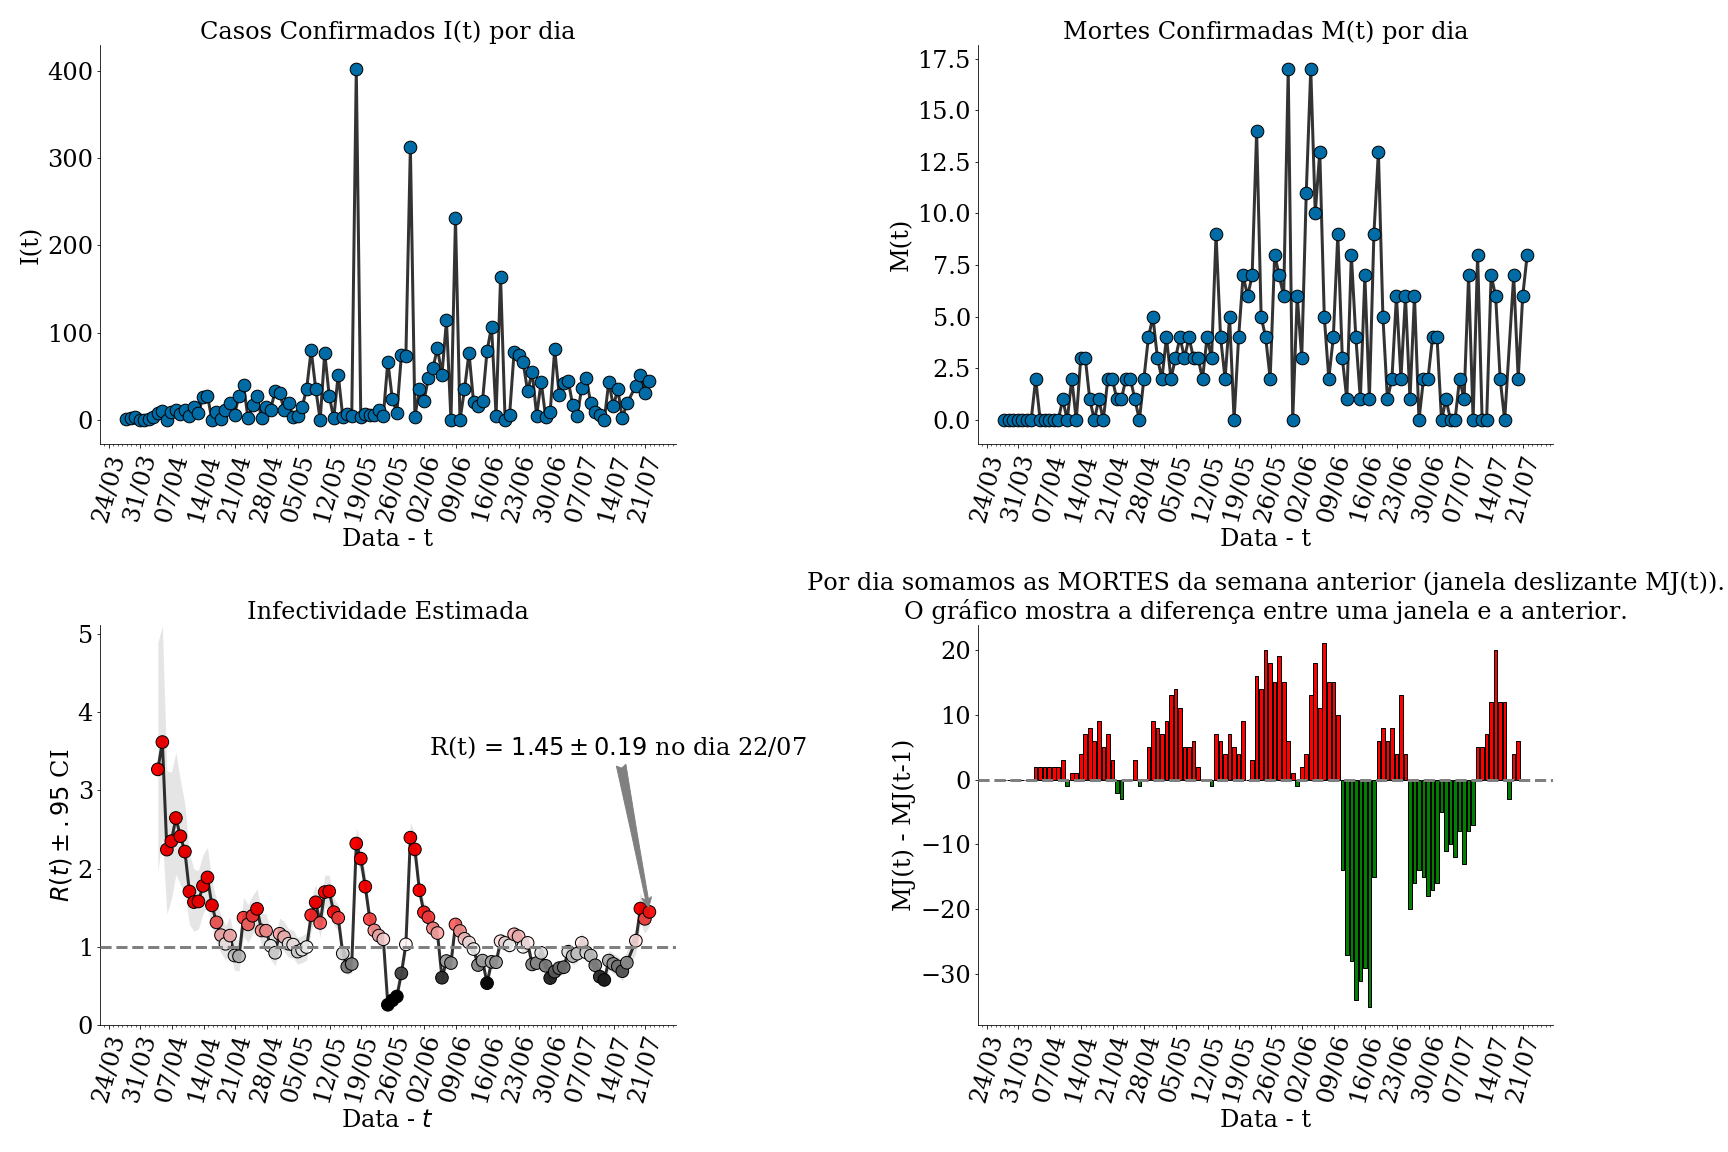 Casos Confirmados I(t) por dia
I(t)
400
300
200
100
0
24/03 31/03 07/04 14/04 21/04 28/04 05/05 12/05 19/05 26/05 02/06 09/06 16/06 23/06 30/06 07/07 14/07 21/07
Data - t
Mortes Confirmadas M(t) por dia
M(t)
17.5
15.0
12.5
10.0
7.5
5.0
2.5
0.0
24/03 31/03 07/04 14/04 21/04 28/04 05/05 12/05 19/05 26/05 02/06 09/06 16/06 23/06 30/06 07/07 14/07 21/07
Data - t
Infectividade Estimada
R(t) ± .95 CI
5
4
3
2
1
0
R(t) = 1.45 ± 0.19 no dia 22/07
24/03 31/03 07/04 14/04 21/04 28/04 05/05 12/05 19/05 26/05 02/06 09/06 16/06 23/06 30/06 07/07 14/07 21/07
Data - t
Por dia somamos as MORTES da semana anterior (janela deslizante MJ(t)).
O gráfico mostra a diferença entre uma janela e a anterior.
MJ(t) - MJ(t-1)
20
10
0
−10
−20
−30
24/03 31/03 07/04 14/04 21/04 28/04 05/05 12/05 19/05 26/05 02/06 09/06 16/06 23/06 30/06 07/07 14/07 21/07
Data - t